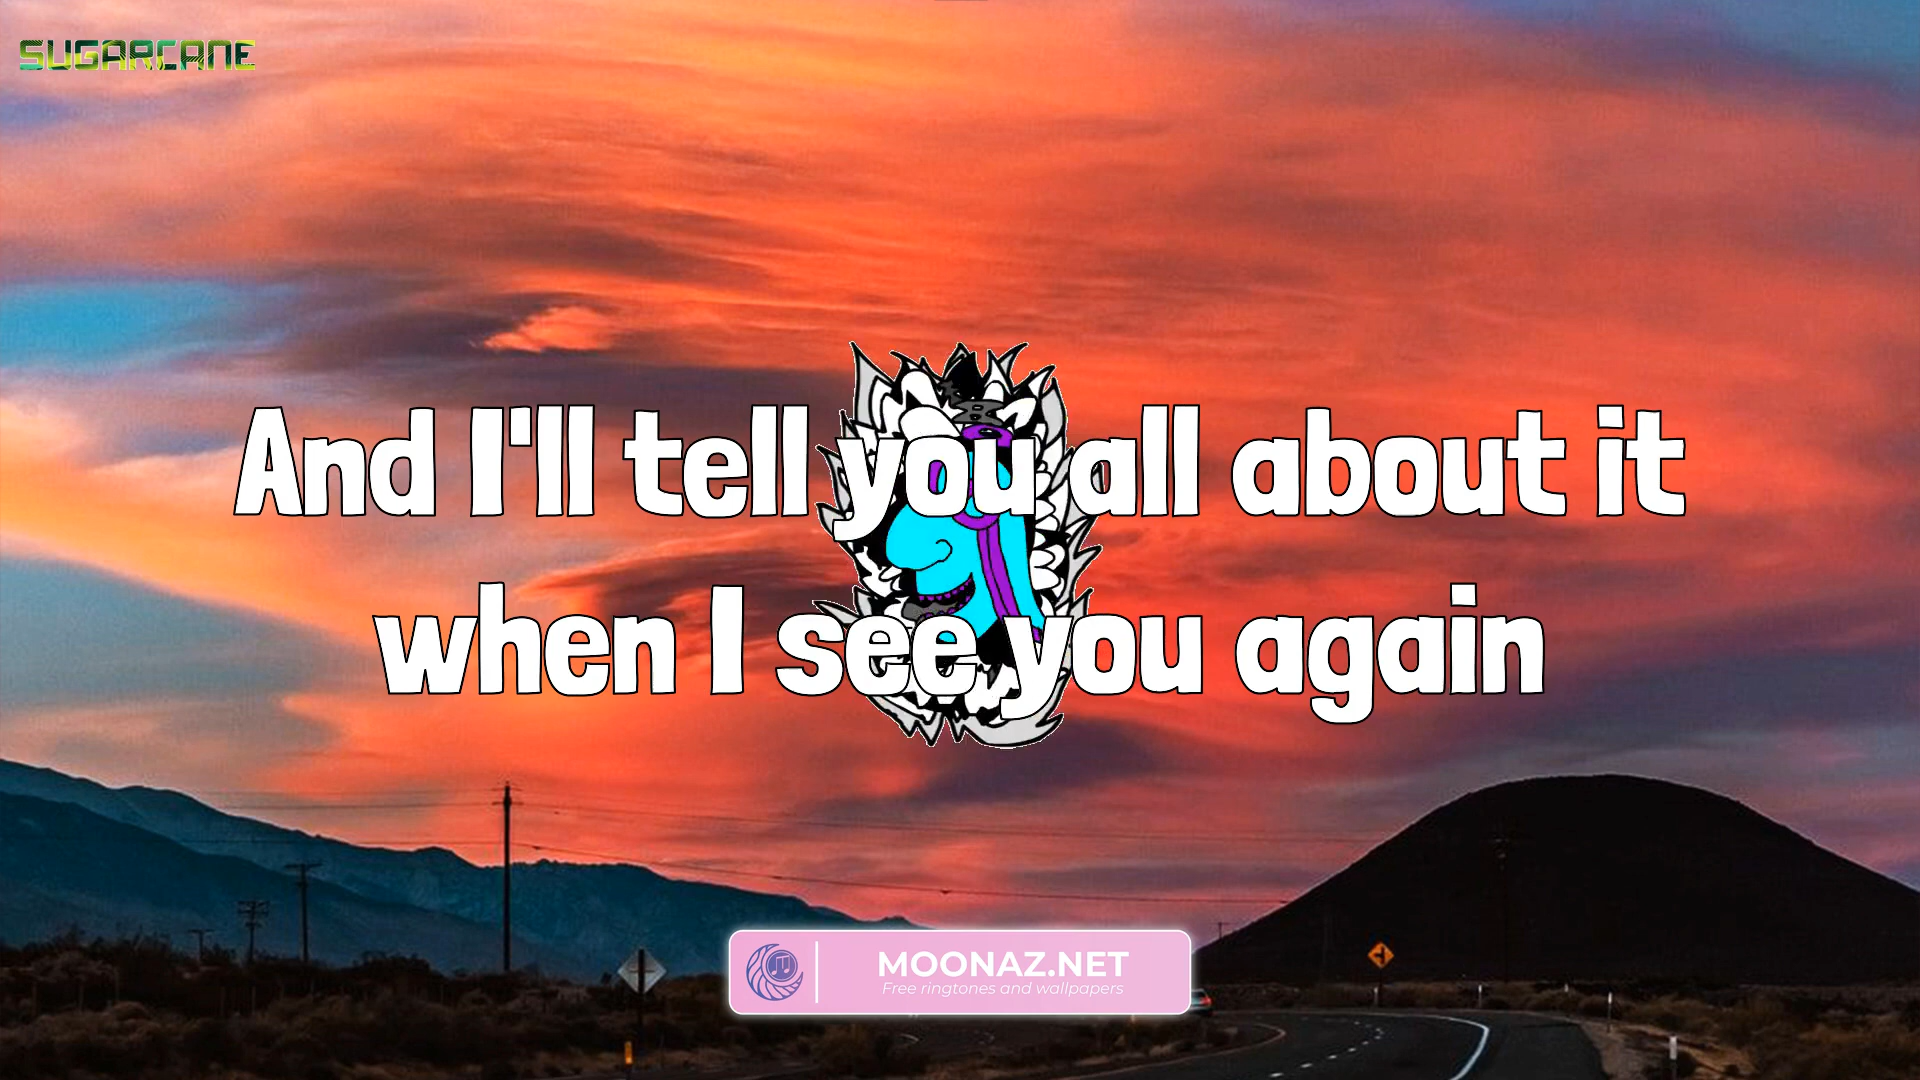 SUGARCANE
And I'll tell you all about it
when I see you again
MOONAZ.NET
Free ringtones and wallpapers